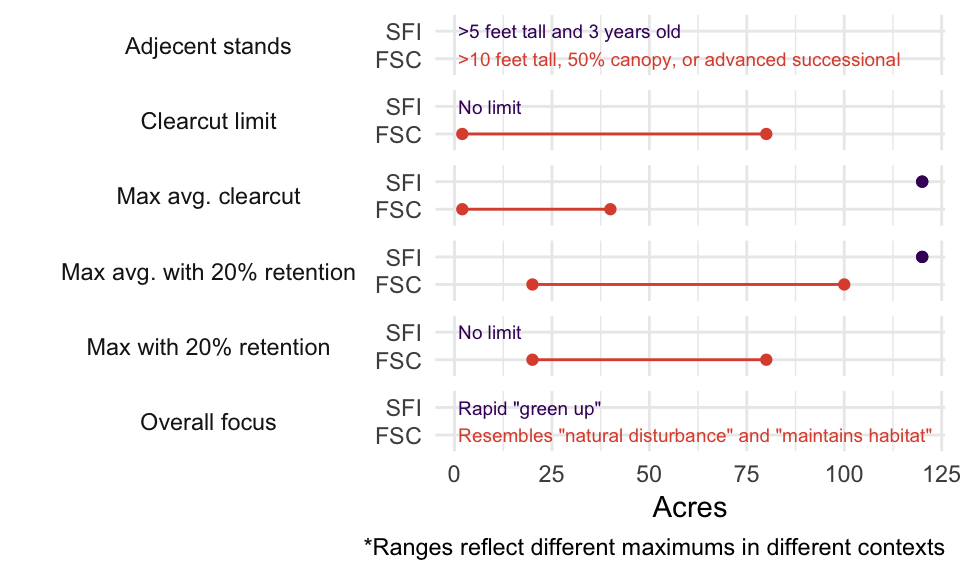 SFI >5 feet tall and 3 years old
Adjecent stands
FSC >10 feet tall, 50% canopy, or advanced successional
SFI No limit
Clearcut limit
FSC
SFI
Max avg. clearcut
FSC
SFI
Max avg. with 20% retention
FSC
SFI No limit
Max with 20% retention
FSC
SFI Rapid "green up"
Overall focus
FSC Resembles "natural disturbance" and "maintains habitat"
0 25 50 75 100 125
Acres
*Ranges reflect different maximums in different contexts